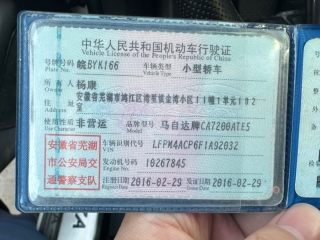 中华人民共和国机动车行驶证
Vehicle License of the People's Republic of China
号牌号码 皖BYK166 车辆类型 小型轿车
Plate No. Vehicle Type
所有人 杨康
Owner
住址 安徽省芜湖市鸠江区湾里镇金湾小区11幢1单元102室
Address
使用性质 非营运 品牌型号 马自达牌CA7200ATE5
Use Character Model
安徽省芜湖市公安局交通警察支队
车辆识别代号 LFPM4ACP6F1A92032
VIN
发动机号码 10267845
Engine No.
注册日期 2016-02-29 发证日期 2016-02-29
Register Date Issue Date